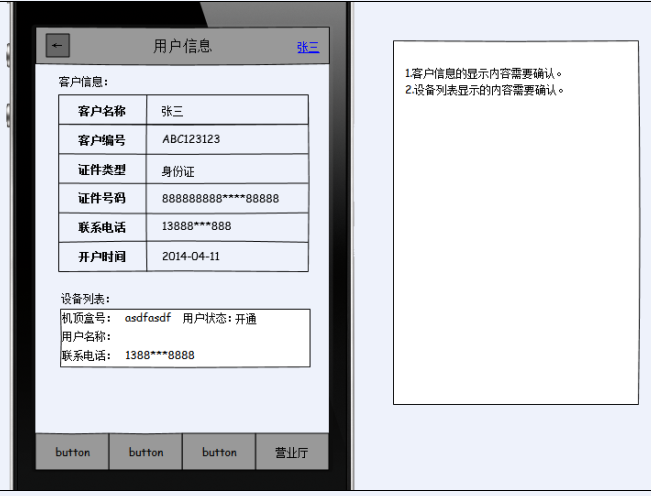 ← 用户信息 张三
客户信息:
客户名称 张三
客户编号 ABC123123
证件类型 身份证
证件号码 888888888****88888
联系电话 13888***888
开户时间 2014-04-11
设备列表:
机顶盒号: asdfasdf 用户状态:开通
用户名称:
联系电话: 1388***8888
button button button 营业厅
1.客户信息的显示内容需要确认。
2.设备列表显示的内容需要确认。